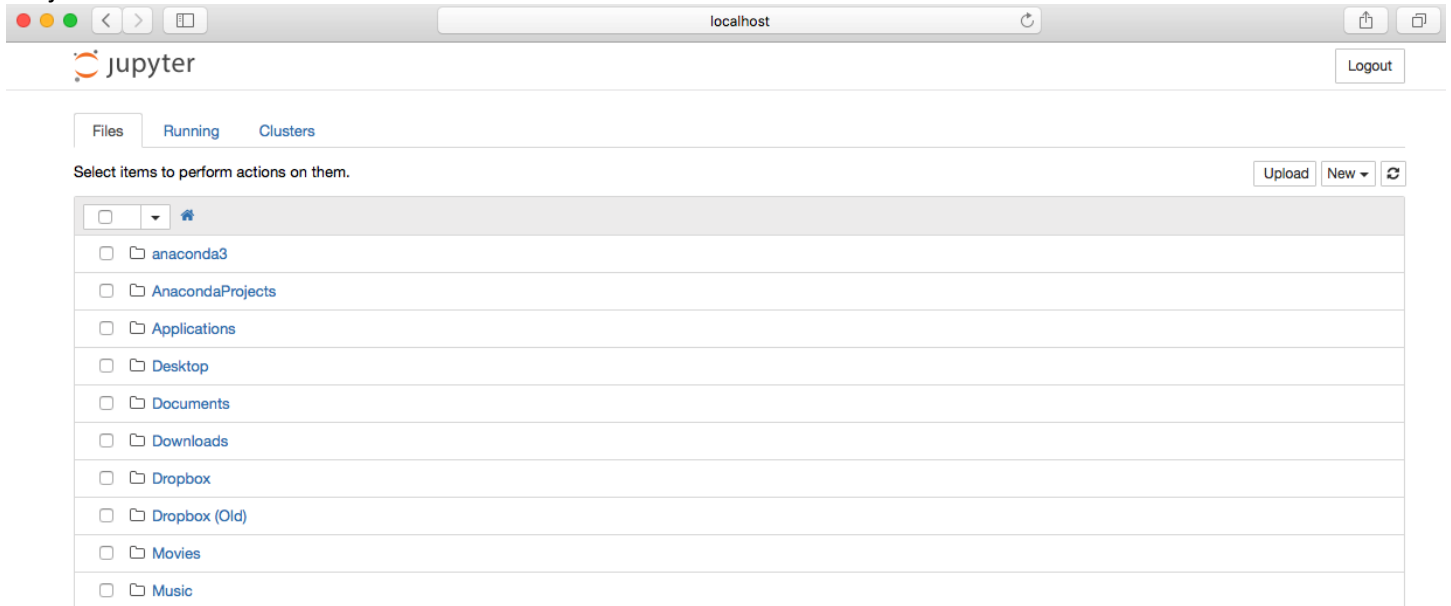 localhost
jupyter
Logout
Files Running Clusters
Select items to perform actions on them.
Upload New
anaconda3
AnacondaProjects
Applications
Desktop
Documents
Downloads
Dropbox
Dropbox (Old)
Movies
Music